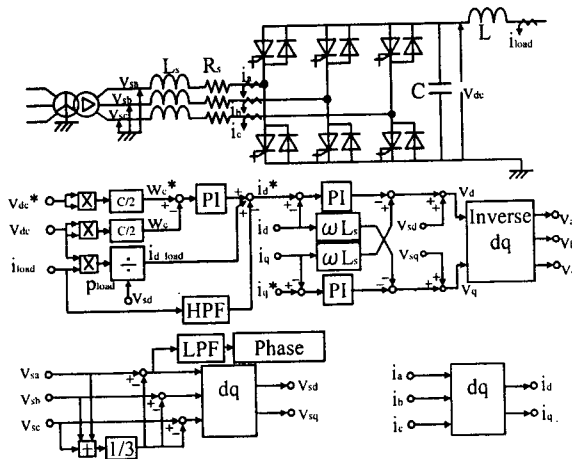 L
i_load
L_s
R_s
V_sa
i_a
V_sb
i_b
V_sc
i_c
C
V_dc
V_dc*
X
C/2
W_c*
PI
i_d*
PI
V_d
V_dc
X
C/2
W_c
i_d
ωL_s
V_sd
Inverse
dq
i_load
X
÷
i_d_load
i_q
ωL_s
V_sq
P_load
V_sd
i_q*
PI
V_q
HPF
LPF
Phase
V_sa
V_sb
V_sc
dq
V_sd
V_sq
1/3
i_a
i_b
i_c
dq
i_d
i_q